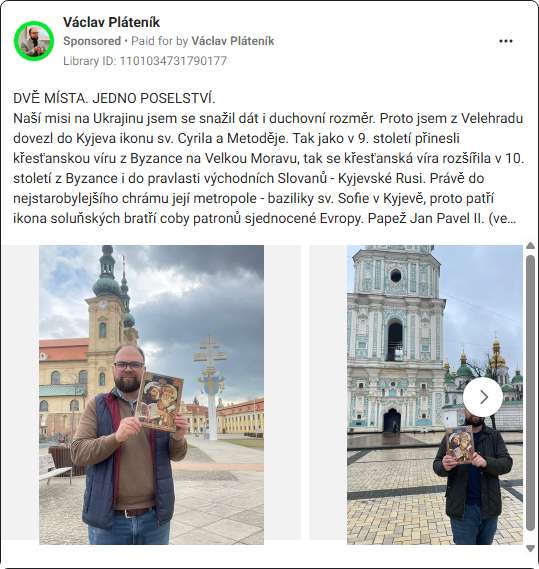 Václav Pláteník
Sponsored • Paid for by Václav Pláteník
Library ID: 1101034731790177
DVĚ MÍSTA. JEDNO POSELSTVÍ.
Naší misi na Ukrajinu jsem se snažil dát i duchovní rozměr. Proto jsem z Velehradu
dovezl do Kyjeva ikonu sv. Cyrila a Metoděje. Tak jako v 9. století přinesli
křesťanskou víru z Byzance na Velkou Moravu, tak se křesťanská víra rozšířila v 10.
století z Byzance i do pravlasti východních Slovanů - Kyjevské Rusi. Právě do
nejstarobylejšího chrámu její metropole - baziliky sv. Sofie v Kyjevě, proto patří
ikona soluňských bratří coby patronů sjednocené Evropy. Papež Jan Pavel II. (ve…